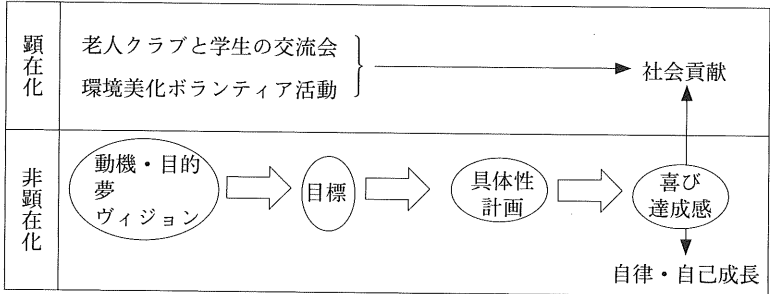 顕在化
老人クラブと学生の交流会
環境美化ボランティア活動
社会貢献
非顕在化
動機・目的
夢
ヴィジョン
目標
具体性
計画
喜び
達成感
自律・自己成長